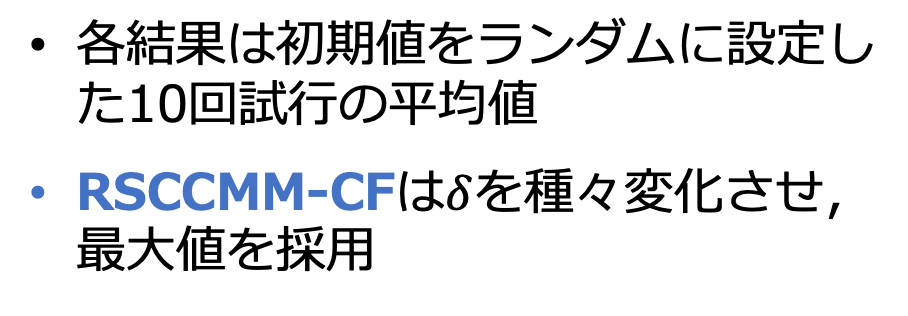 • 各結果は初期値をランダムに設定し
た10回試行の平均値
• RSCCMM-CFはδを種々変化させ,
最大値を採用